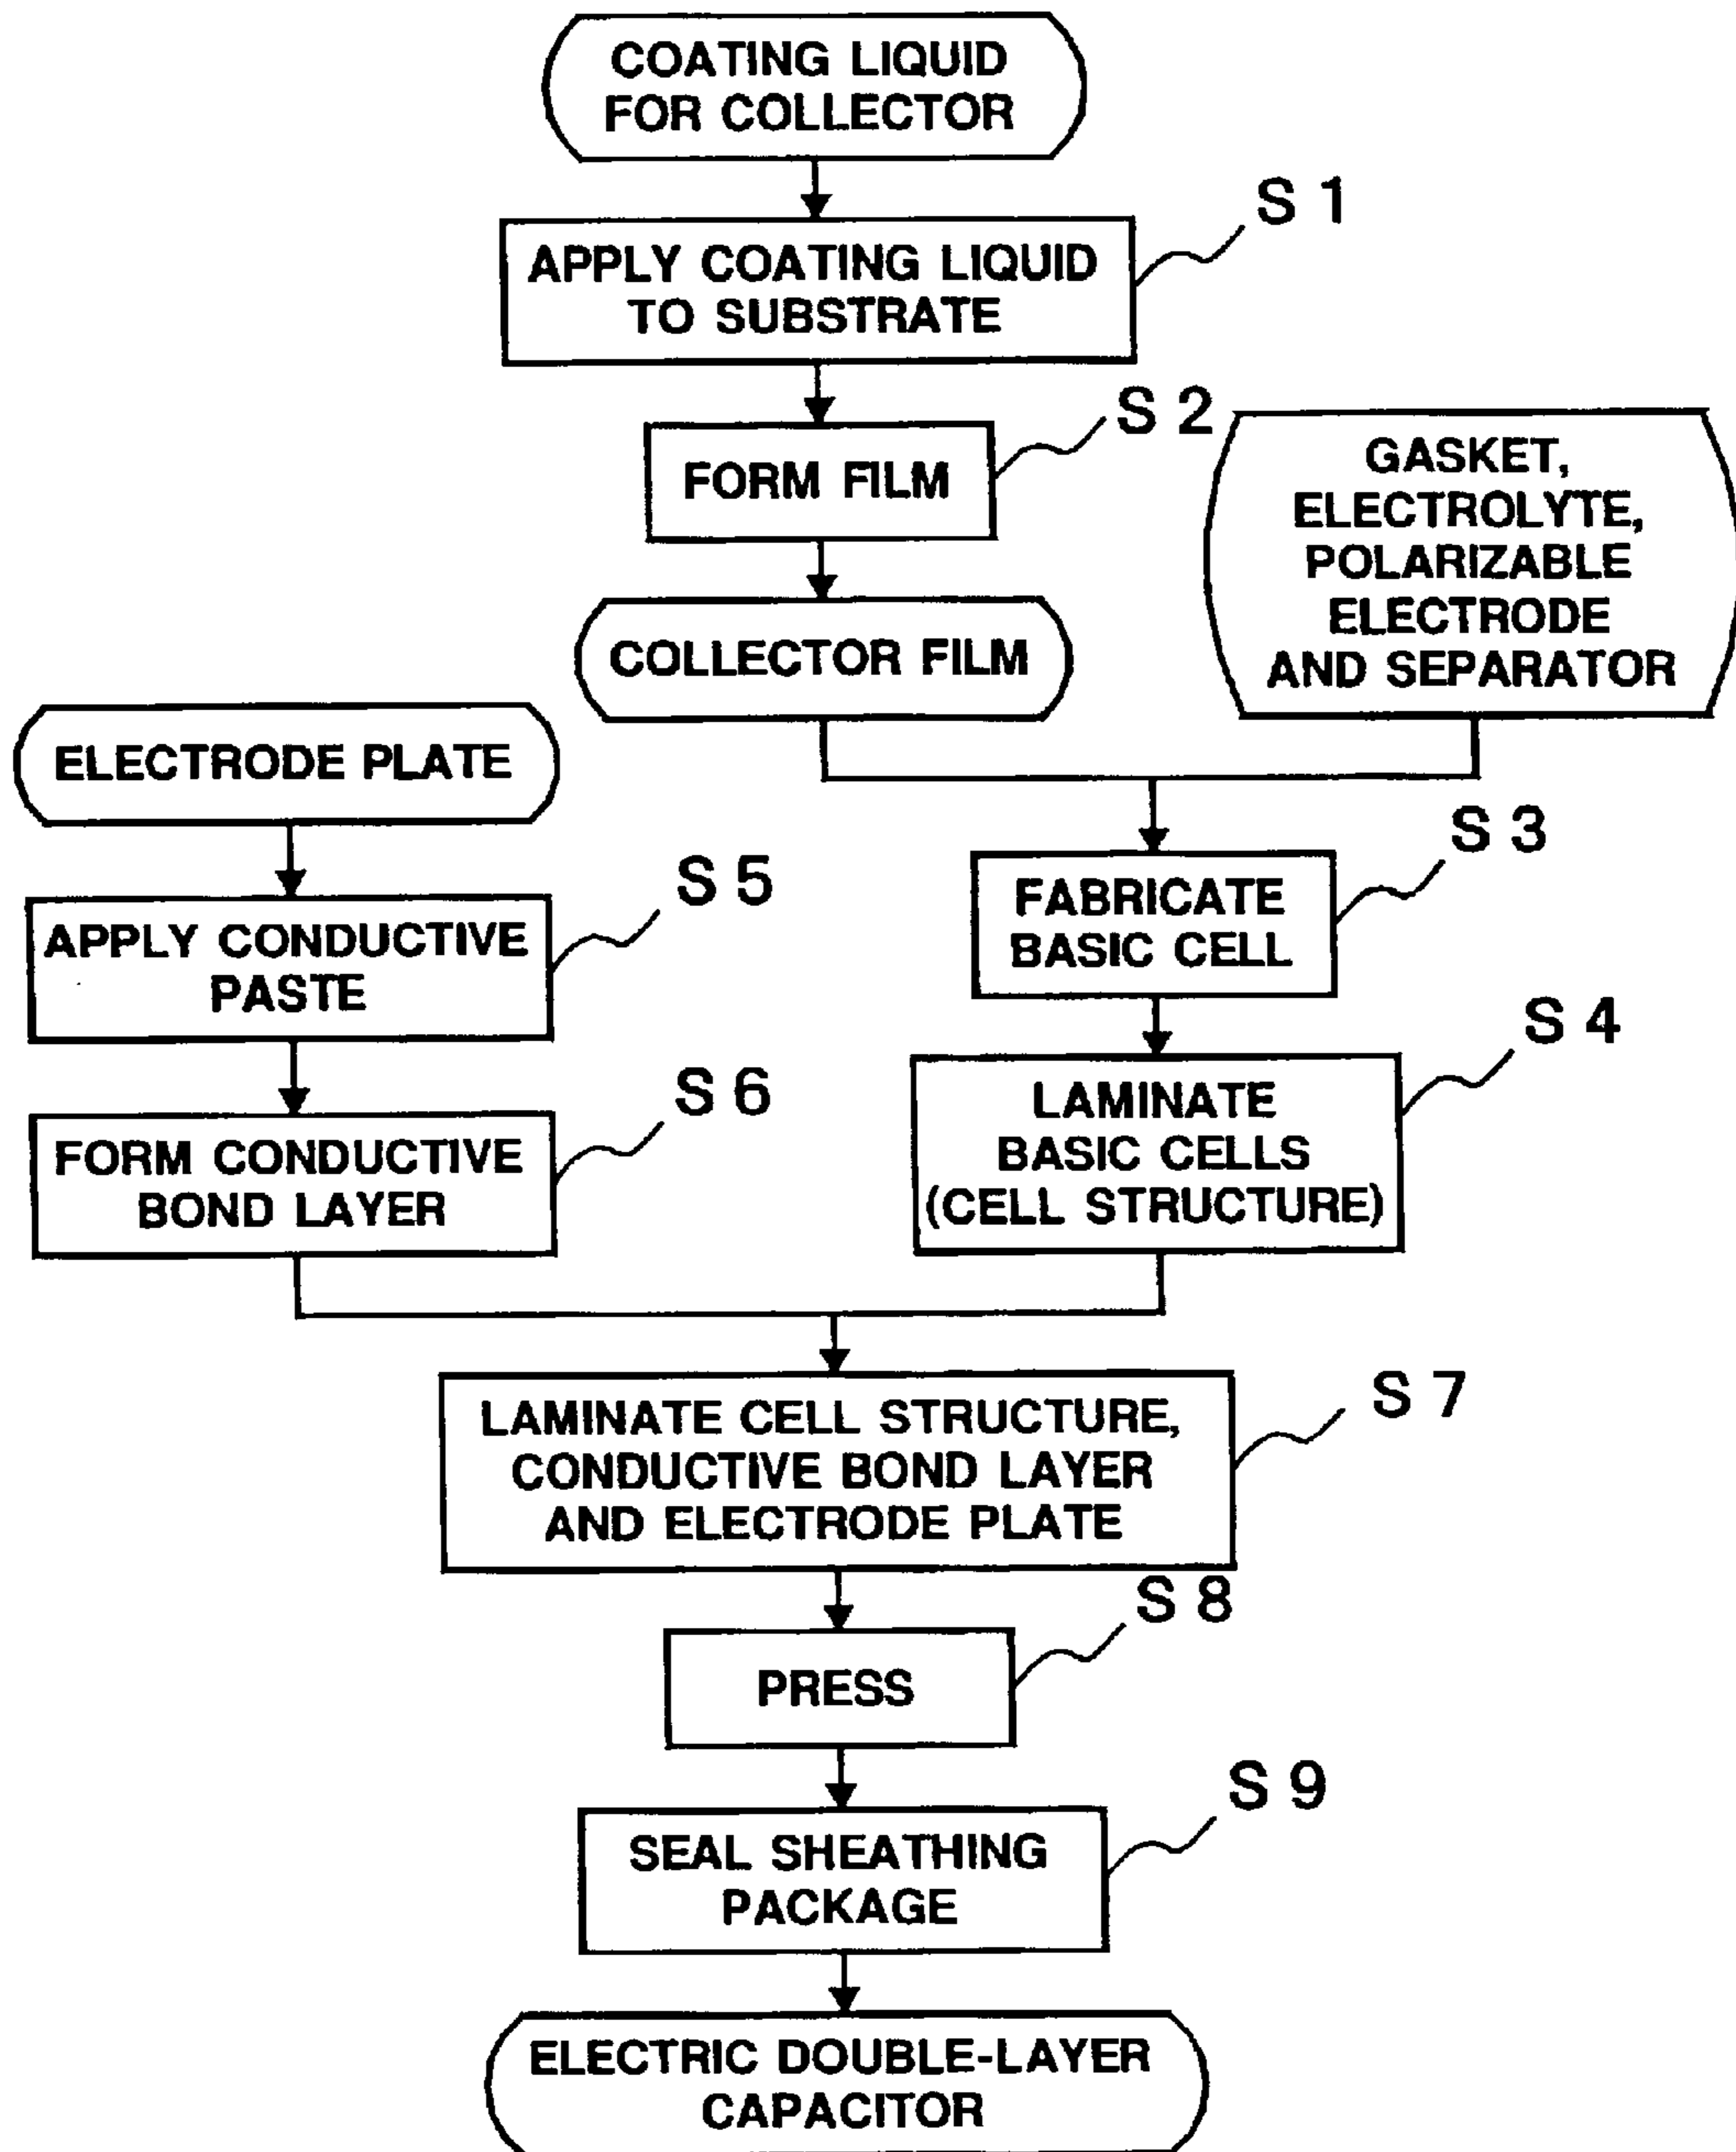 COATING LIQUID
FOR COLLECTOR
S 1
APPLY COATING LIQUID
TO SUBSTRATE
S 2
FORM FILM
GASKET,
ELECTROLYTE,
POLARIZABLE
ELECTRODE
AND SEPARATOR
COLLECTOR FILM
ELECTRODE PLATE
S 3
FABRICATE
BASIC CELL
S 5
APPLY CONDUCTIVE
PASTE
S 4
LAMINATE
BASIC CELLS
(CELL STRUCTURE)
S 6
FORM CONDUCTIVE
BOND LAYER
S 7
LAMINATE CELL STRUCTURE,
CONDUCTIVE BOND LAYER
AND ELECTRODE PLATE
S 8
PRESS
S 9
SEAL SHEATHING
PACKAGE
ELECTRIC DOUBLE-LAYER
CAPACITOR